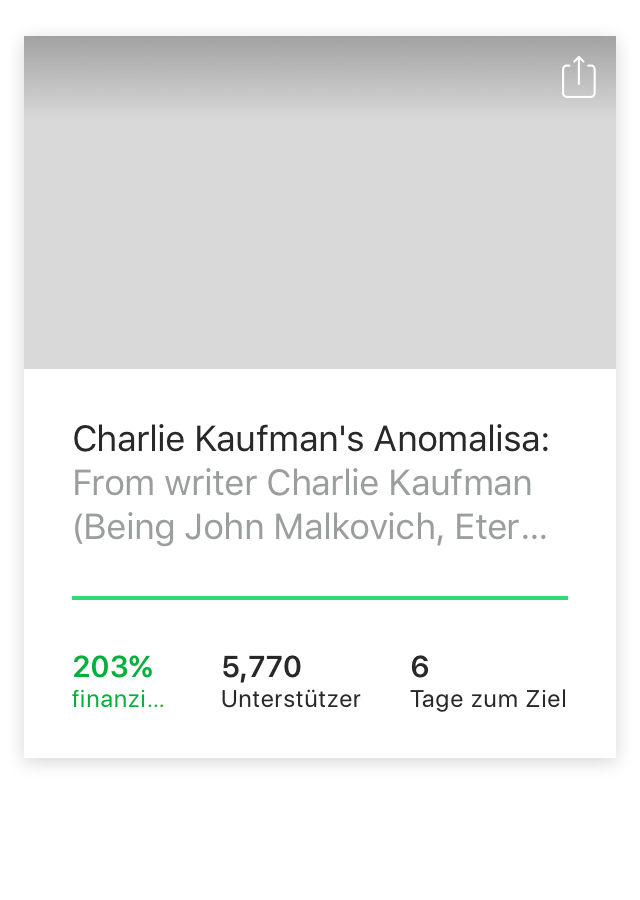 Charlie Kaufman's Anomalisa:
From writer Charlie Kaufman
(Being John Malkovich, Eter...
203% 5,770 6
finanzi... Unterstützer Tage zum Ziel